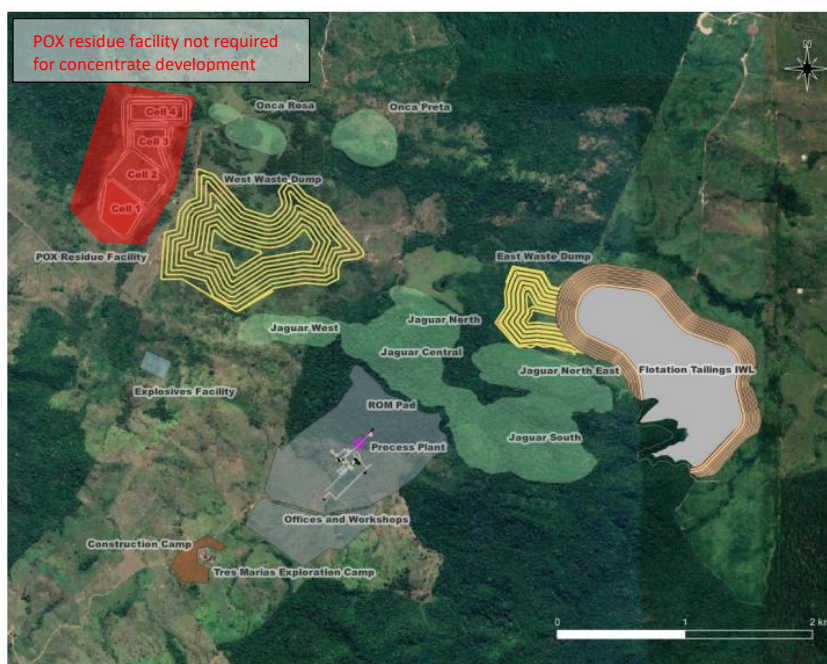 POX residue facility not required
for concentrate development
Cell 4
Cell 3
Cell 2
Cell 1
POX Residue Facility
Onca Rosa
Onca Preta
West Waste Dump
East Waste Dump
Jaguar West
Jaguar North
Jaguar Central
Jaguar North East
Flotation Tailings IWL
Explosives Facility
ROM Pad
Process Plant
Jaguar South
Offices and Workshops
Construction Camp
Tres Marias Exploration Camp
0 1 2 km